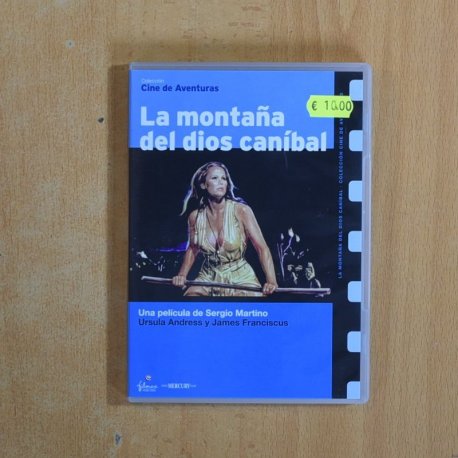 Colección
Cine de Aventuras
€ 10.00
La montaña
del dios caníbal
Una película de Sergio Martino
Ursula Andress y James Franciscus
filmax
MERCURY
LA MONTAÑA DEL DIOS CANÍBAL · COLECCIÓN CINE DE